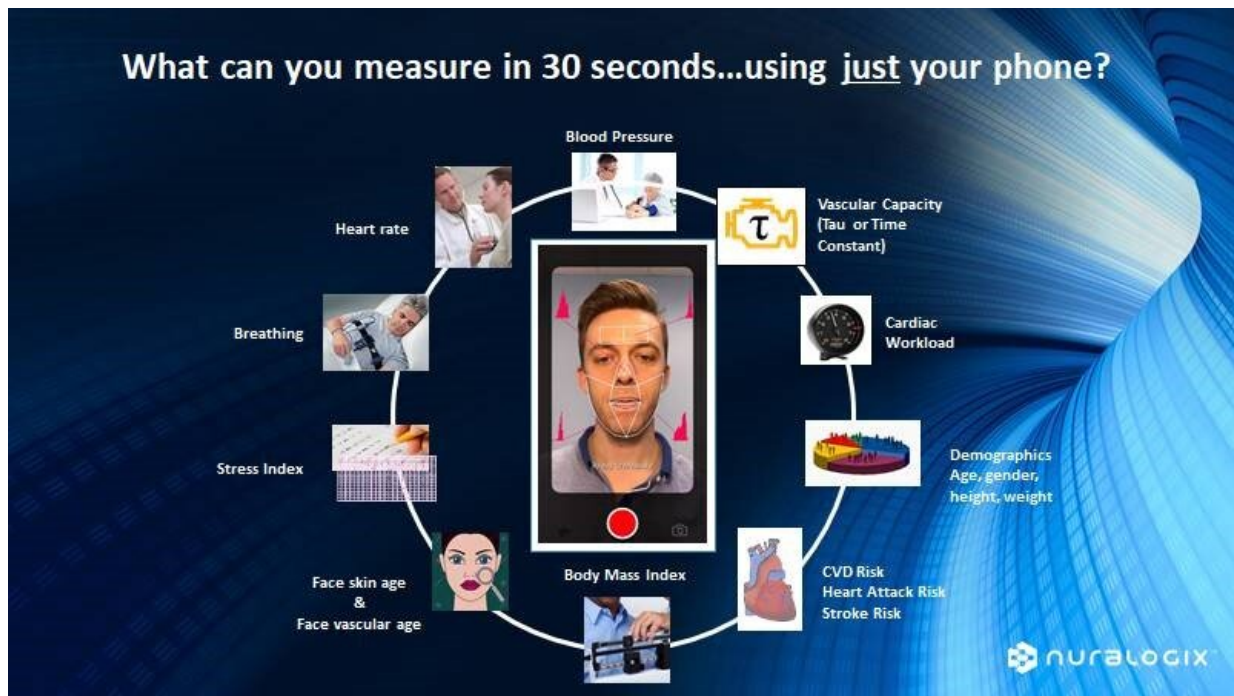 What can you measure in 30 seconds...using just your phone?
Blood Pressure
Heart rate
Vascular Capacity
(Tau or Time
Constant)
τ
Breathing
Cardiac
Workload
Stress Index
Demographics
Age, gender,
height, weight
Face skin age
&
Face vascular age
Body Mass Index
CVD Risk
Heart Attack Risk
Stroke Risk
nuralogix